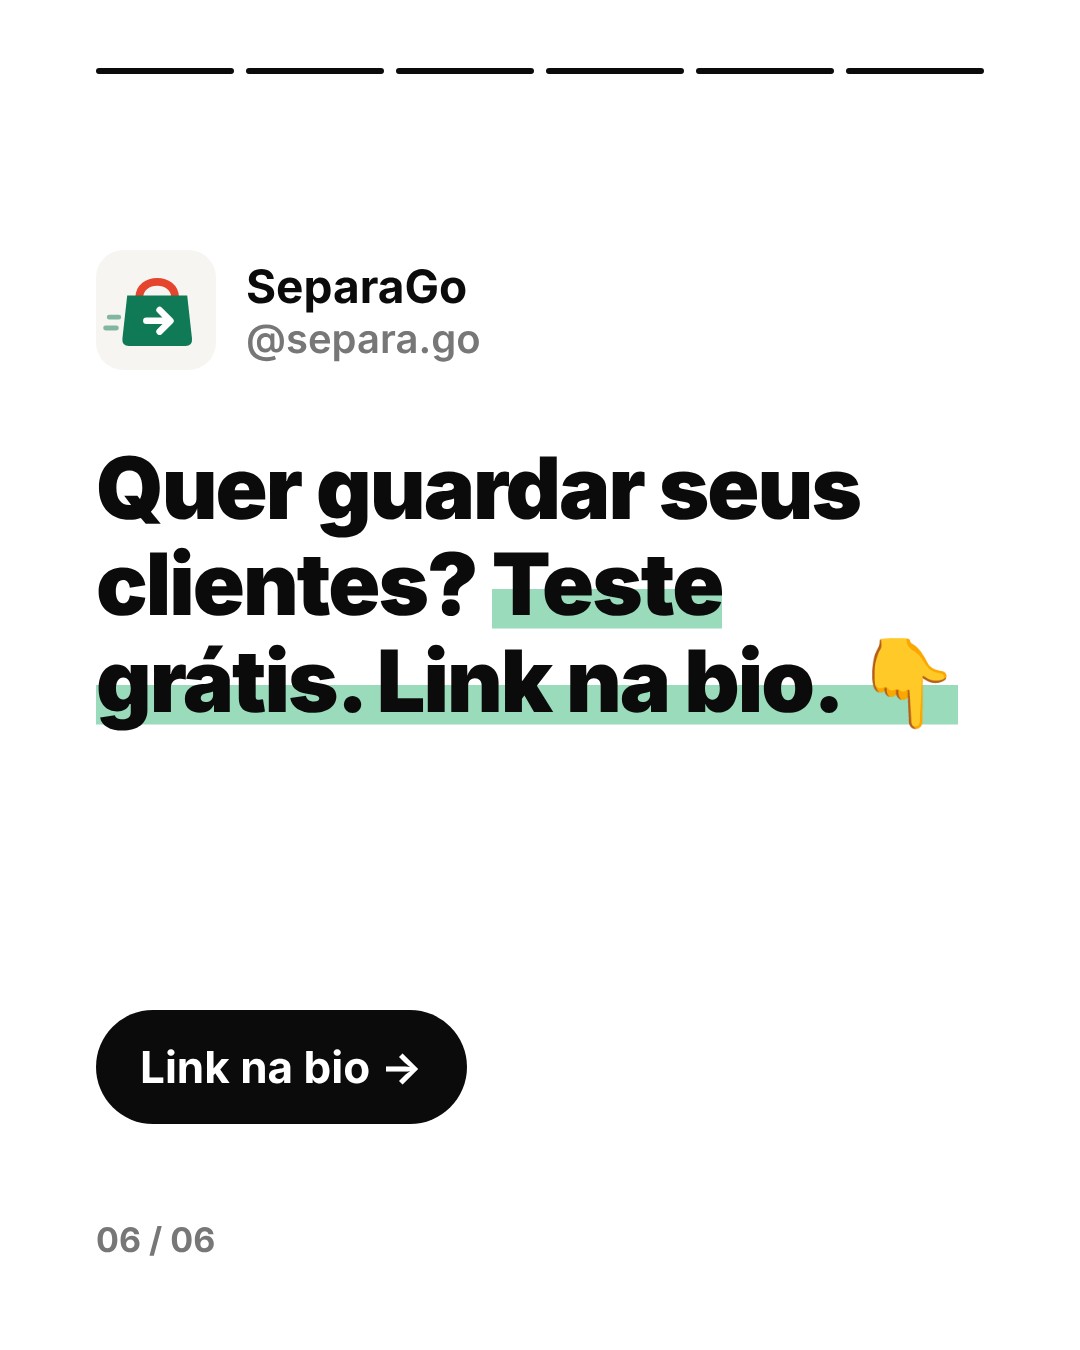 SeparaGo
@separa.go
Quer guardar seus
clientes? Teste
grátis. Link na bio. 👇
Link na bio →
06 / 06